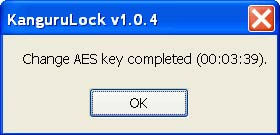 KanguruLock v1.0.4
Change AES key completed (00:03:39).
OK